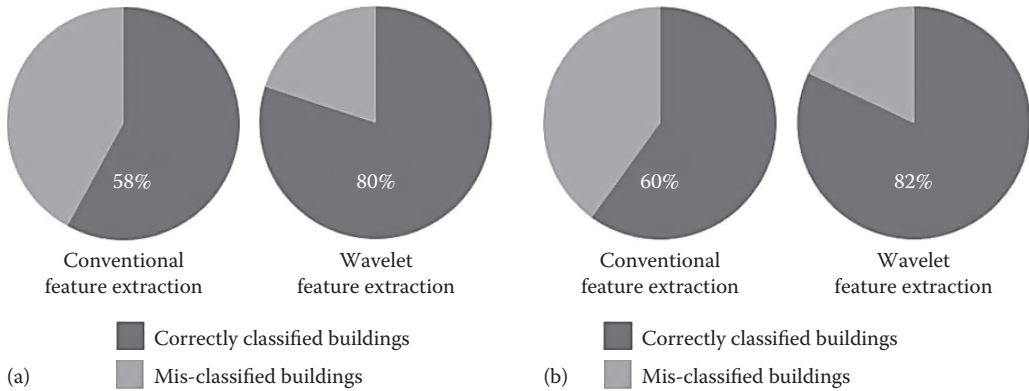 58%
80%
Conventional
feature extraction
Wavelet
feature extraction
Correctly classified buildings
Mis-classified buildings
(a)
60%
82%
Conventional
feature extraction
Wavelet
feature extraction
Correctly classified buildings
Mis-classified buildings
(b)